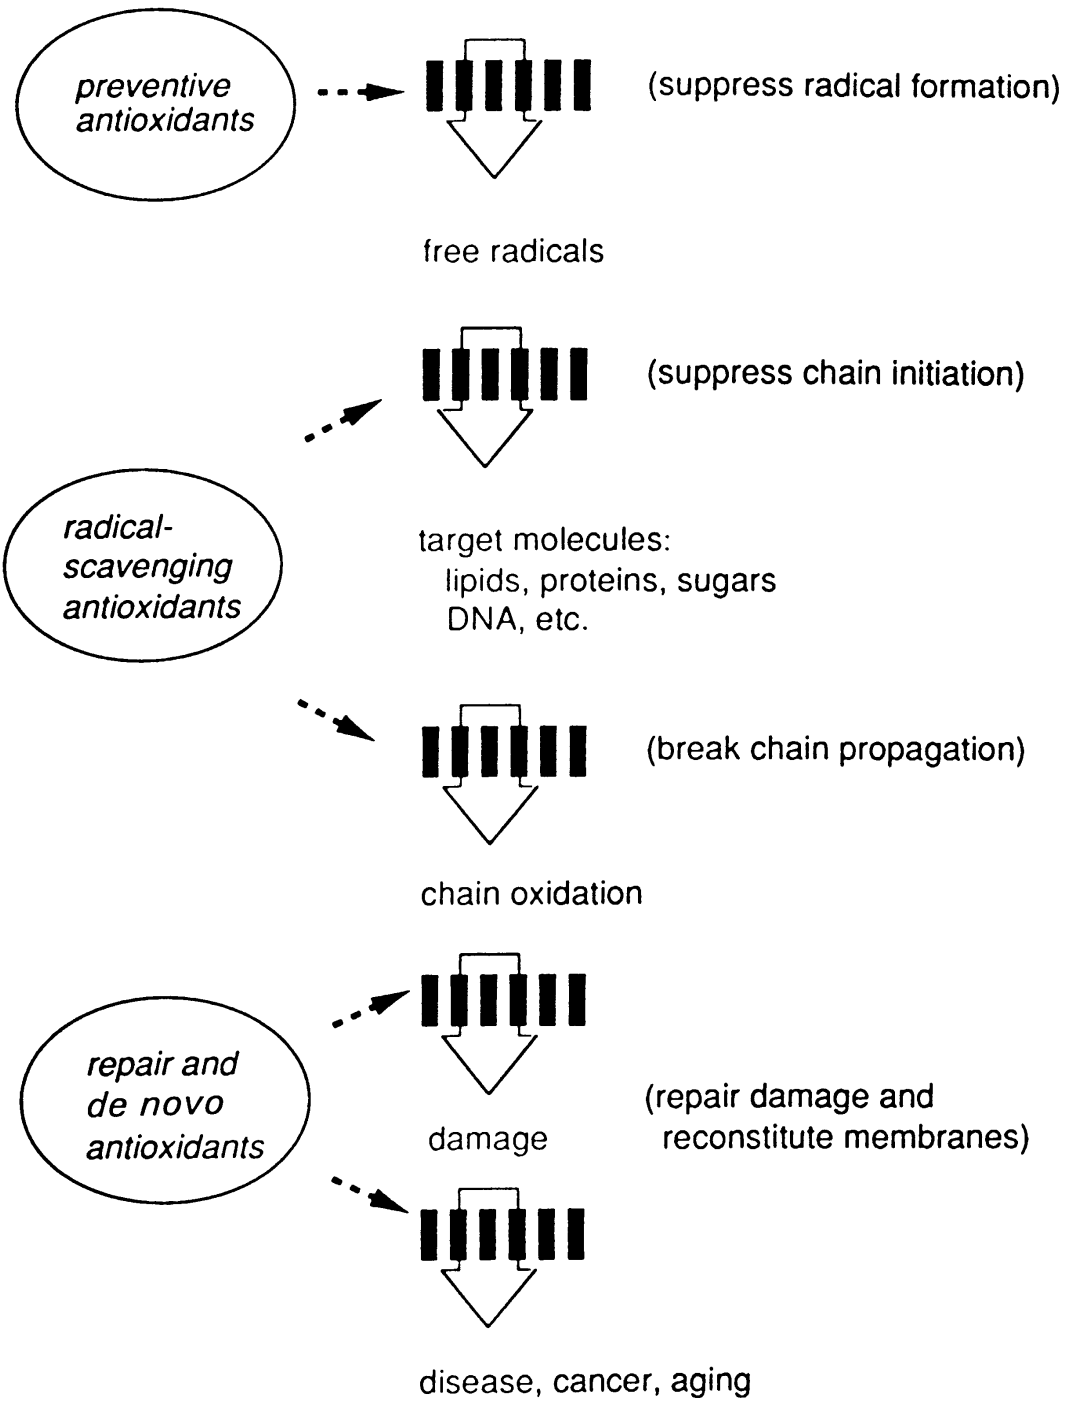 preventive
antioxidants
(suppress radical formation)
free radicals
(suppress chain initiation)
radical-
scavenging
antioxidants
target molecules:
lipids, proteins, sugars
DNA, etc.
(break chain propagation)
chain oxidation
repair and
de novo
antioxidants
(repair damage and
reconstitute membranes)
damage
disease, cancer, aging